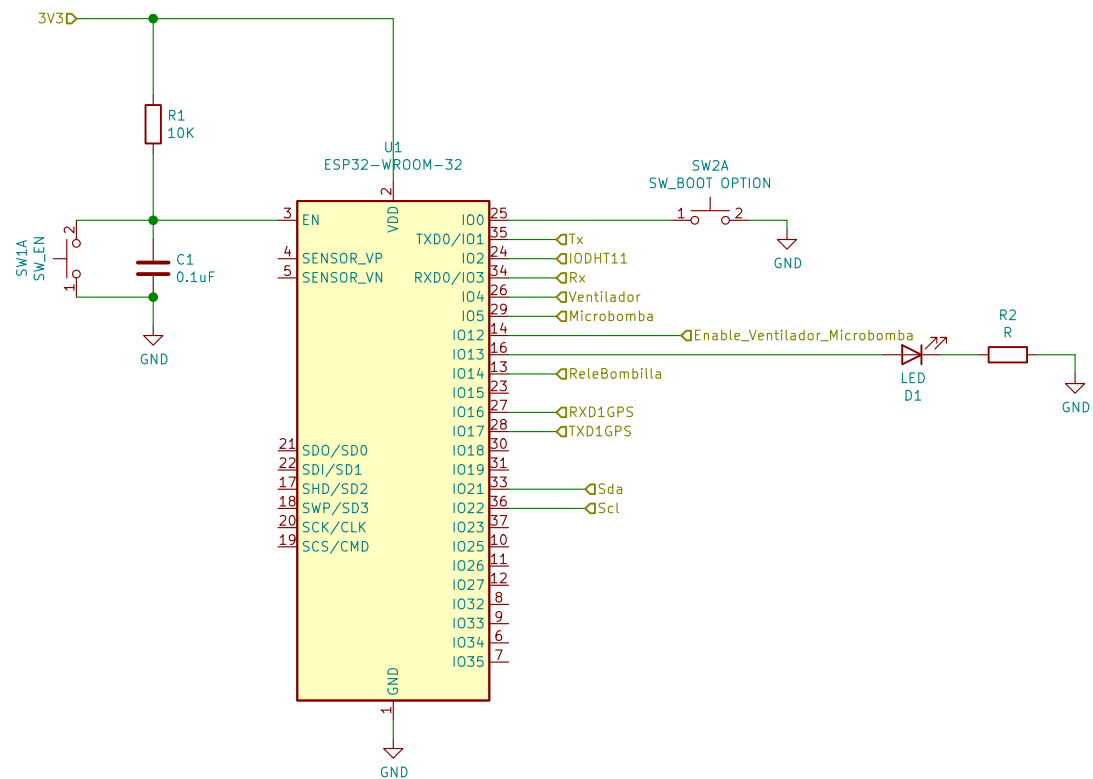 3V3
R1
10K
U1
ESP32-WROOM-32
2
VDD
SW2A
SW_BOOT OPTION
1
2
GND
SW1A
SW_EN
2
1
C1
0.1uF
GND
3 EN
4 SENSOR_VP
5 SENSOR_VN
21 SDO/SD0
22 SDI/SD1
17 SHD/SD2
18 SWP/SD3
20 SCK/CLK
19 SCS/CMD
IO0 25
TXD0/IO1 35 Tx
IO2 24 IODHT11
RXD0/IO3 34 Rx
IO4 26 Ventilador
IO5 29 Microbomba
IO12 14 Enable_Ventilador_Microbomba
IO13 16
IO14 13 ReleBombilla
IO15 23
IO16 27 RXD1GPS
IO17 28 TXD1GPS
IO18 30
IO19 31
IO21 33 Sda
IO22 36 Scl
IO23 37
IO25 10
IO26 11
IO27 12
IO32 8
IO33 9
IO34 6
IO35 7
LED
D1
R2
R
GND
GND
1
GND